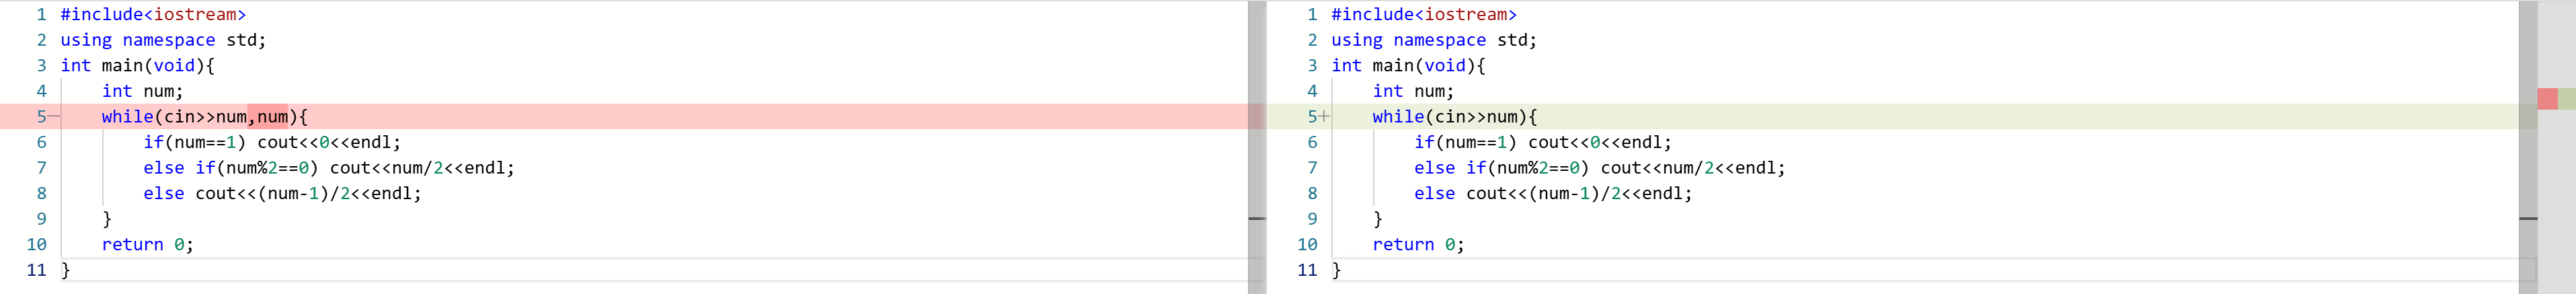 1 #include<iostream>
2 using namespace std;
3 int main(void){
4     int num;
5—     while(cin>>num,num){
6         if(num==1) cout<<0<<endl;
7         else if(num%2==0) cout<<num/2<<endl;
8         else cout<<(num-1)/2<<endl;
9     }
10     return 0;
11 }
1 #include<iostream>
2 using namespace std;
3 int main(void){
4     int num;
5+     while(cin>>num){
6         if(num==1) cout<<0<<endl;
7         else if(num%2==0) cout<<num/2<<endl;
8         else cout<<(num-1)/2<<endl;
9     }
10     return 0;
11 }